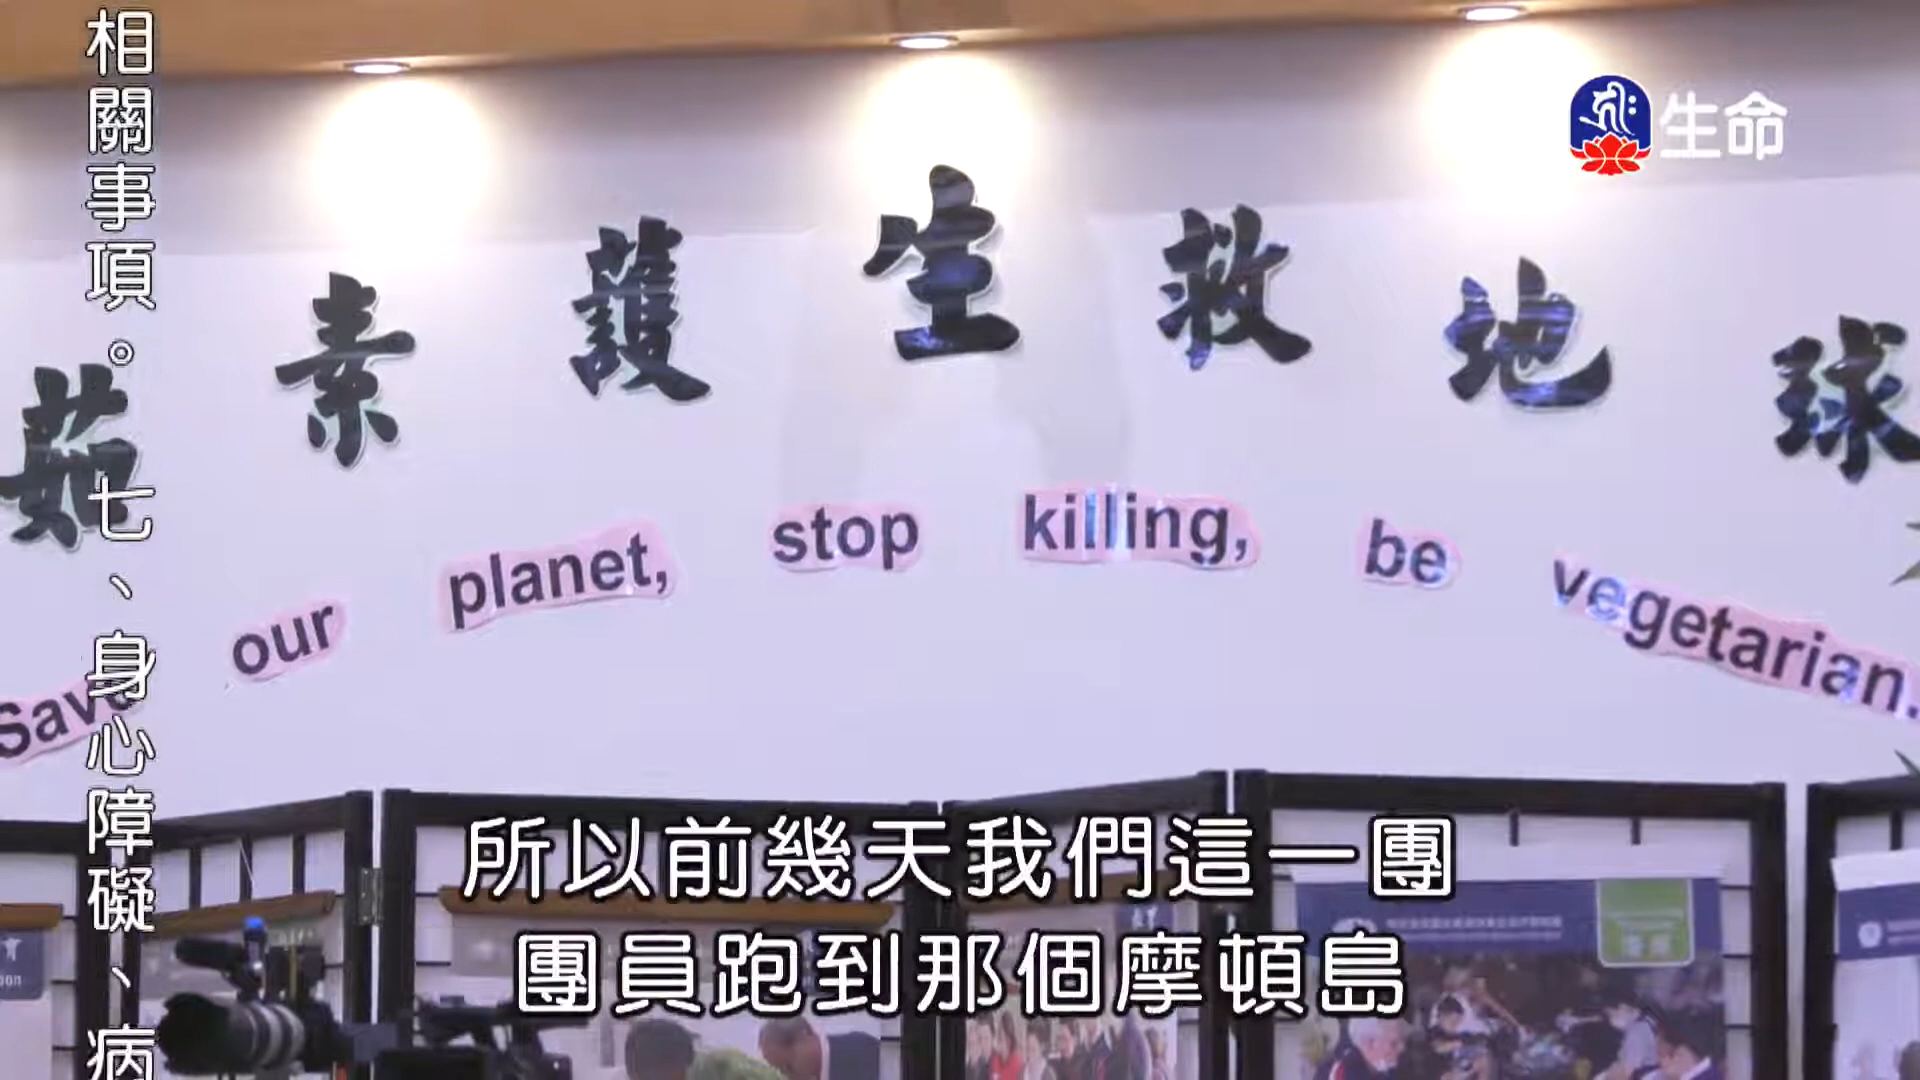 相關事項。 七、身心障礙、病
生命
茹素護生救地球
Save our planet, stop killing, be vegetarian.
所以前幾天我們這一團
團員跑到那個摩頓島